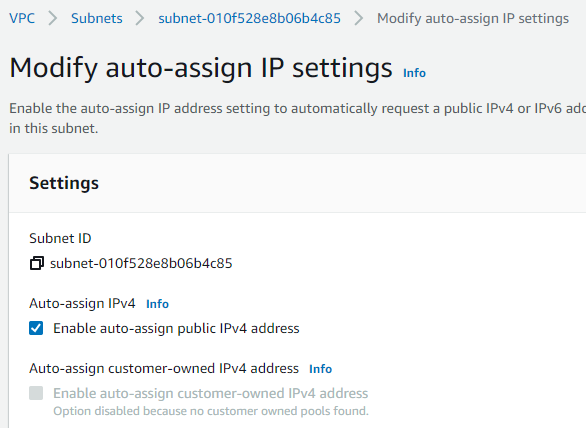 VPC > Subnets > subnet-010f528e8b06b4c85 > Modify auto-assign IP settings
Modify auto-assign IP settings Info
Enable the auto-assign IP address setting to automatically request a public IPv4 or IPv6
in this subnet.
Settings
Subnet ID
subnet-010f528e8b06b4c85
Auto-assign IPv4 Info
Enable auto-assign public IPv4 address
Auto-assign customer-owned IPv4 address Info
Enable auto-assign customer-owned IPv4 address
Option disabled because no customer owned pools found.